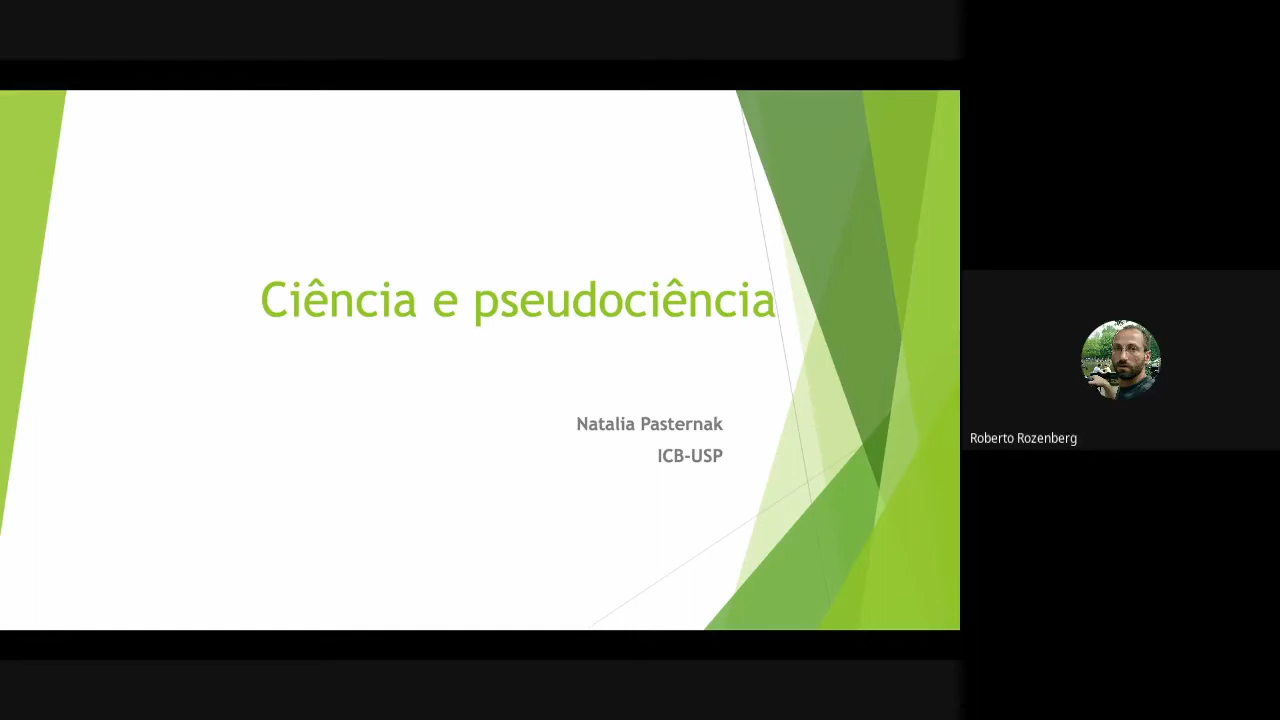 Ciência e pseudociência
Natalia Pasternak
ICB-USP
Roberto Rozenberg